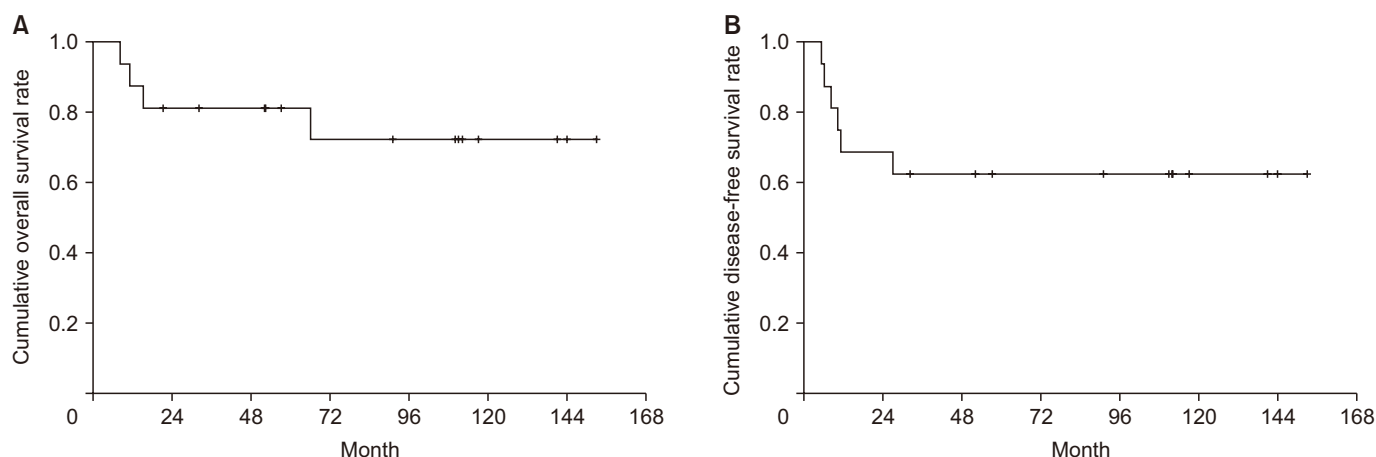 A
Cumulative overall survival rate
1.0
0.8
0.6
0.4
0.2
0 24 48 72 96 120 144 168
Month
B
Cumulative disease-free survival rate
1.0
0.8
0.6
0.4
0.2
0 24 48 72 96 120 144 168
Month